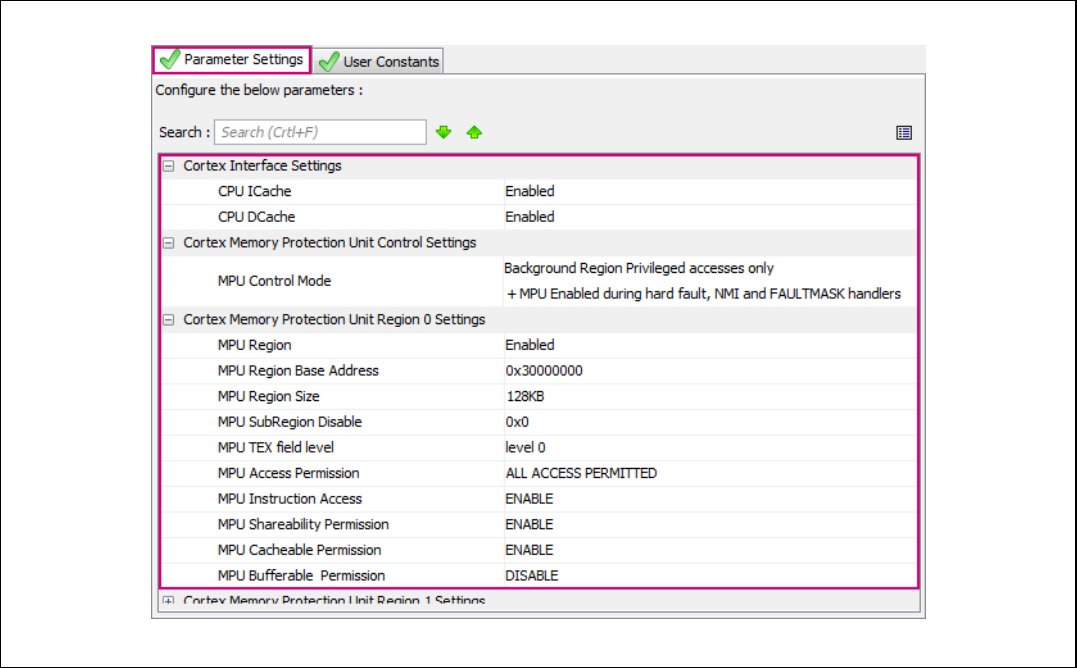 Parameter Settings
User Constants
Configure the below parameters :
Search :
Search (Crtl+F)
Cortex Interface Settings
CPU ICache
Enabled
CPU DCache
Enabled
Cortex Memory Protection Unit Control Settings
MPU Control Mode
Background Region Privileged accesses only
+ MPU Enabled during hard fault, NMI and FAULTMASK handlers
Cortex Memory Protection Unit Region 0 Settings
MPU Region
Enabled
MPU Region Base Address
0x30000000
MPU Region Size
128KB
MPU SubRegion Disable
0x0
MPU TEX field level
level 0
MPU Access Permission
ALL ACCESS PERMITTED
MPU Instruction Access
ENABLE
MPU Shareability Permission
ENABLE
MPU Cacheable Permission
ENABLE
MPU Bufferable Permission
DISABLE
Cortex Memory Protection Unit Region 1 Settings